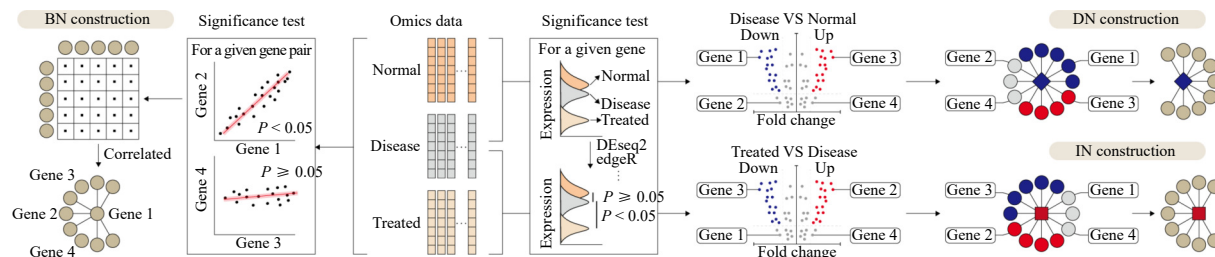 BN construction
Correlated
Gene 3
Gene 2
Gene 1
Gene 4
Significance test
For a given gene pair
Gene 2
P < 0.05
Gene 1
Gene 4
P ≥ 0.05
Gene 3
Omics data
Normal
Disease
Treated
Significance test
For a given gene
Expression
Normal
Disease
Treated
DEseq2
edgeR
Expression
P ≥ 0.05
P < 0.05
Disease VS Normal
Down
Up
Gene 1
Gene 3
Gene 2
Gene 4
Fold change
Treated VS Disease
Down
Up
Gene 3
Gene 2
Gene 1
Gene 4
Fold change
DN construction
Gene 2
Gene 1
Gene 4
Gene 3
IN construction
Gene 3
Gene 1
Gene 2
Gene 4